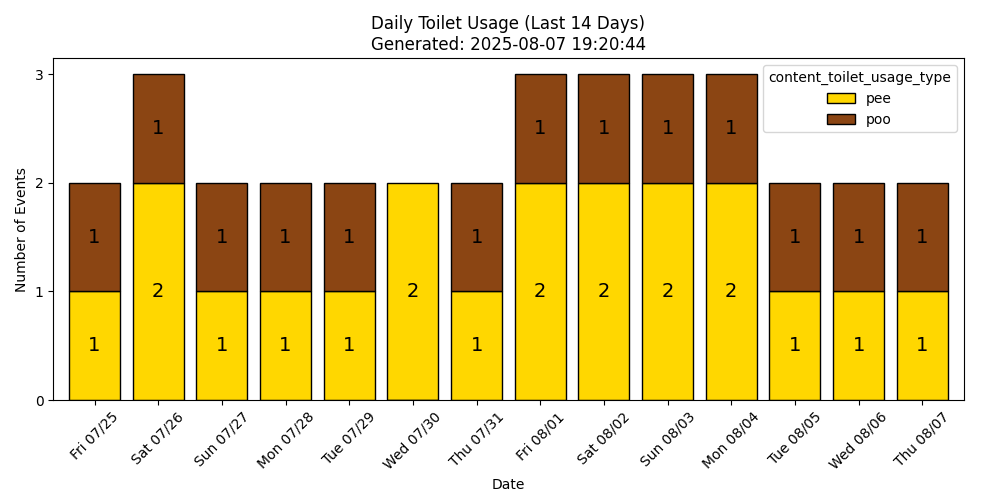 Daily Toilet Usage (Last 14 Days)
Generated: 2025-08-07 19:20:44
Number of Events
3
2
1
0
content_toilet_usage_type
pee
poo
1
1
1
1
1
1
1
1
1
1
1
1
1
1
2
1
1
1
2
1
2
2
2
2
1
1
1
Fri 07/25
Sat 07/26
Sun 07/27
Mon 07/28
Tue 07/29
Wed 07/30
Thu 07/31
Fri 08/01
Sat 08/02
Sun 08/03
Mon 08/04
Tue 08/05
Wed 08/06
Thu 08/07
Date